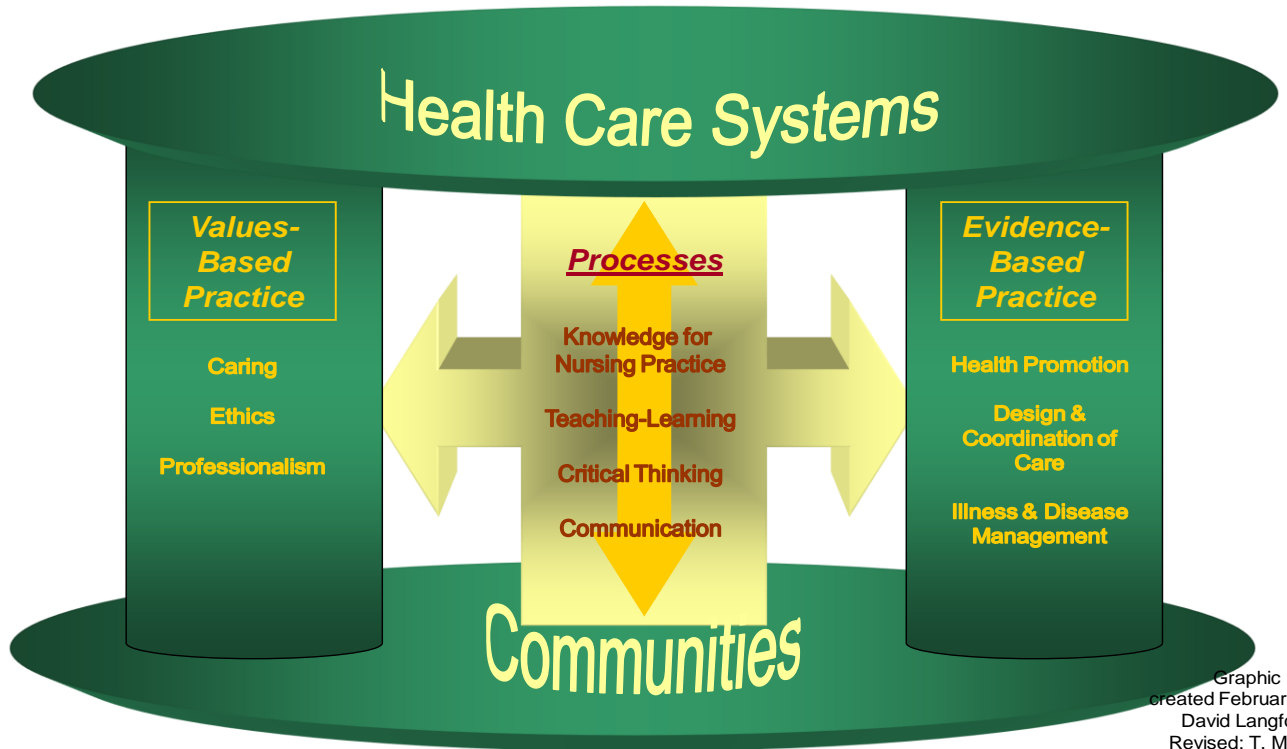 Health Care Systems
Values-
Based
Practice
Caring
Ethics
Professionalism
Processes
Knowledge for
Nursing Practice
Teaching-Learning
Critical Thinking
Communication
Evidence-
Based
Practice
Health Promotion
Design &
Coordination of
Care
Illness & Disease
Management
Communities
Graphic
created
David
Revised: T.